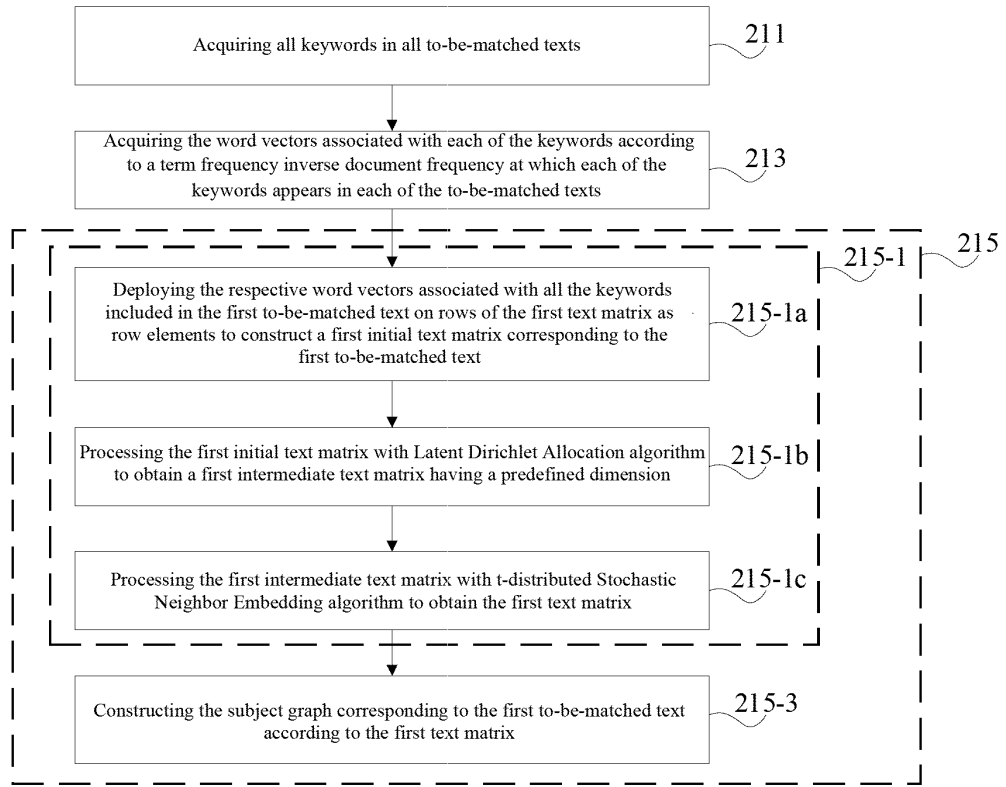 Acquiring all keywords in all to-be-matched texts
211
Acquiring the word vectors associated with each of the keywords according
to a term frequency inverse document frequency at which each of the
keywords appears in each of the to-be-matched texts
213
215
215-1
Deploying the respective word vectors associated with all the keywords
included in the first to-be-matched text on rows of the first text matrix as
row elements to construct a first initial text matrix corresponding to the
first to-be-matched text
215-1a
Processing the first initial text matrix with Latent Dirichlet Allocation algorithm
to obtain a first intermediate text matrix having a predefined dimension
215-1b
Processing the first intermediate text matrix with t-distributed Stochastic
Neighbor Embedding algorithm to obtain the first text matrix
215-1c
Constructing the subject graph corresponding to the first to-be-matched text
according to the first text matrix
215-3